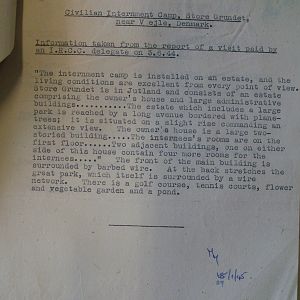 Civilian Internment Camp, Store Grundet,
near Vejle, Denmark.
Information taken from the report of a visit paid by
an I.R.C.C. delegate on 3.6.44.
"The internment camp is installed on an estate, and the
living conditions are excellent from every point of view.
Store Grundet is in Jutland and consists of an estate
comprising the owner's house and large administrative
buildings...........The estate which includes a large
park is reached by a long avenue bordered with plane-
trees; it is situated on a slight rise commanding an
extensive view. The owner's house is a large two-
storied building.....The internees's rooms are on the
first floor......Two adjacent buildings, one on either
side of this house contain four more rooms for the
internees....." The front of the main building is
surrounded by barbed wire. At the back stretches the
great park, which itself is surrounded by a wire
network. There is a golf course, tennis courts, flower
and vegetable garden and a pond.